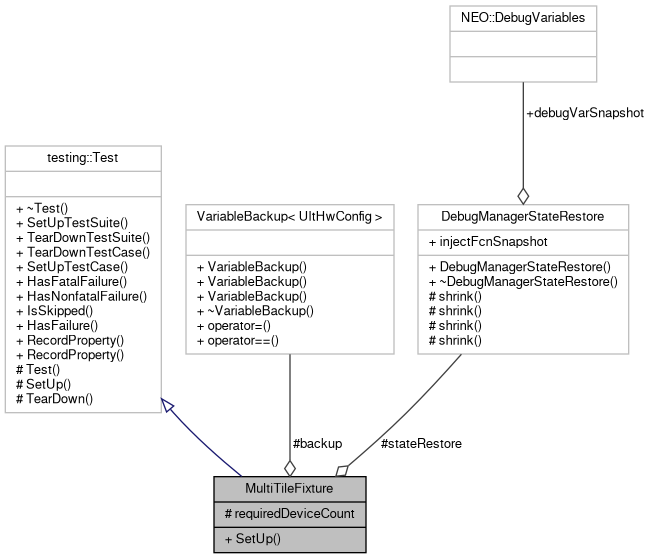 NEO::DebugVariables
+debugVarSnapshot
testing::Test
+ ~Test()
+ SetUpTestSuite()
+ TearDownTestSuite()
+ TearDownTestCase()
+ SetUpTestCase()
+ HasFatalFailure()
+ HasNonfatalFailure()
+ IsSkipped()
+ HasFailure()
+ RecordProperty()
+ RecordProperty()
# Test()
# SetUp()
# TearDown()
VariableBackup< UltHwConfig >
+ VariableBackup()
+ VariableBackup()
+ VariableBackup()
+ ~VariableBackup()
+ operator=()
+ operator==()
DebugManagerStateRestore
+ injectFcnSnapshot
+ DebugManagerStateRestore()
+ ~DebugManagerStateRestore()
# shrink()
# shrink()
# shrink()
# shrink()
#backup
#stateRestore
MultiTileFixture
# requiredDeviceCount
+ SetUp()